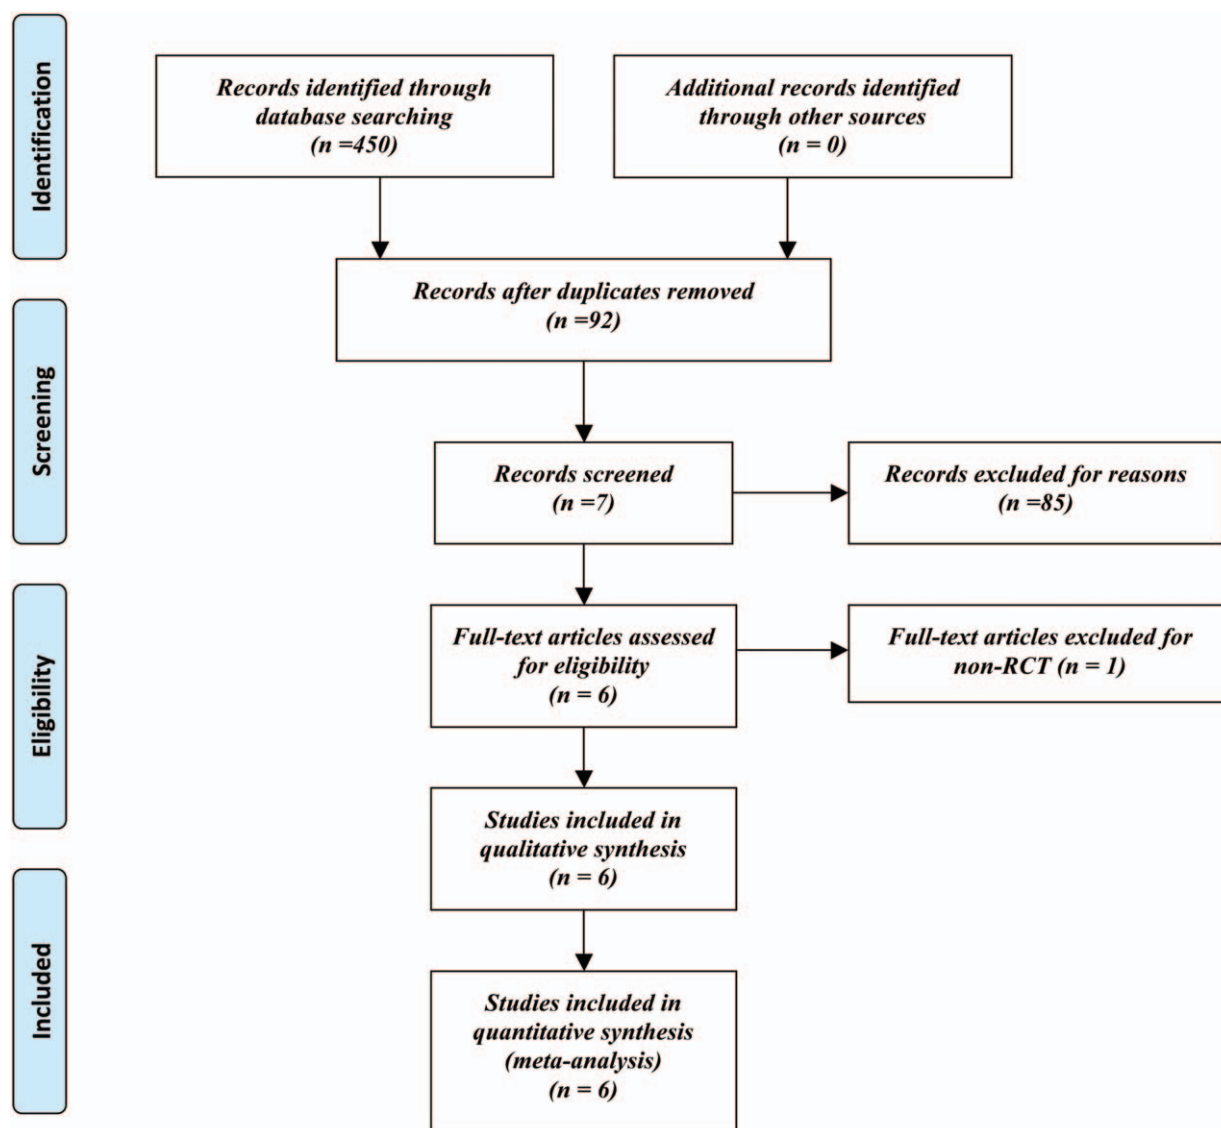 Identification
Records identified through
database searching
(n =450)
Additional records identified
through other sources
(n = 0)
Records after duplicates removed
(n =92)
Screening
Records screened
(n =7)
Records excluded for reasons
(n =85)
Eligibility
Full-text articles assessed
for eligibility
(n = 6)
Full-text articles excluded for
non-RCT (n = 1)
Studies included in
qualitative synthesis
(n = 6)
Included
Studies included in
quantitative synthesis
(meta-analysis)
(n = 6)